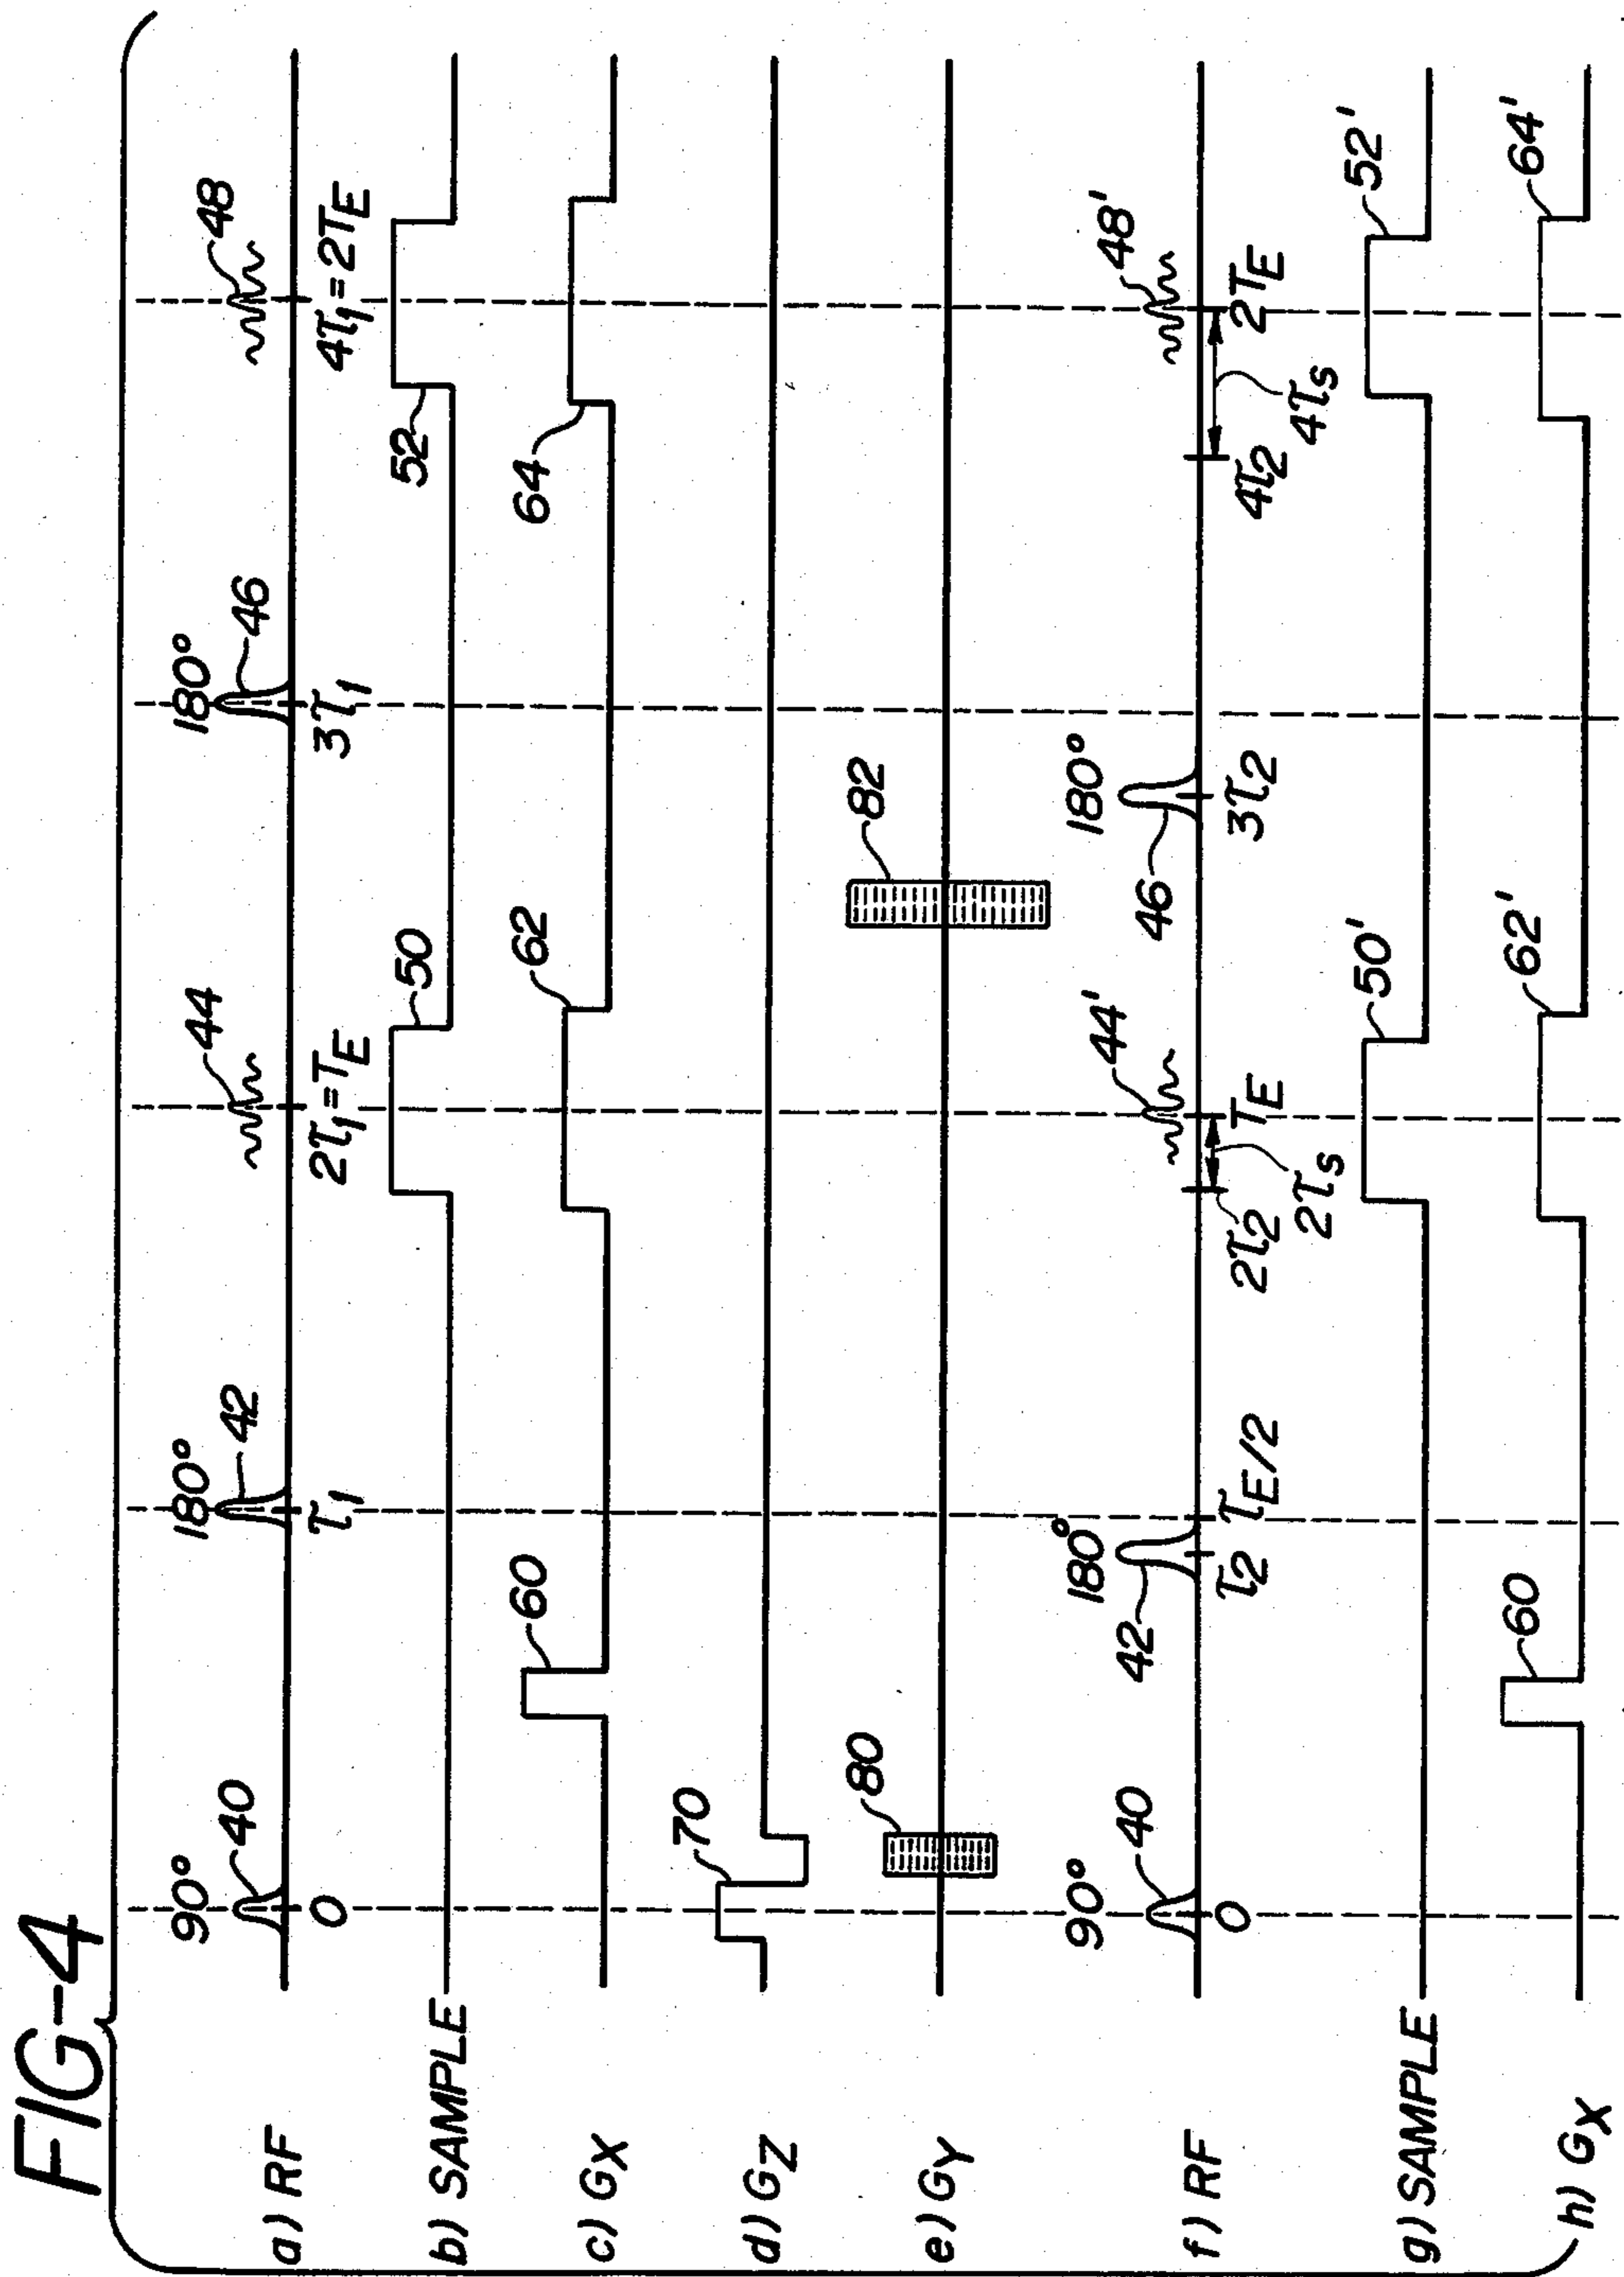 FIG-4
a) RF
90°
40
0
180°
42
τ1
44
2τ1=TE
180°
46
3τ1
48
4τ1=2TE
b) SAMPLE
50
52
c) GX
60
62
64
d) GZ
70
e) GY
80
82
f) RF
90°
40
0
180°
42
τ2
τE/2
44'
2τ2
2τs
TE
180°
46
3τ2
48'
4τ2
4τs
2TE
g) SAMPLE
50'
52'
h) GX
60
62'
64'